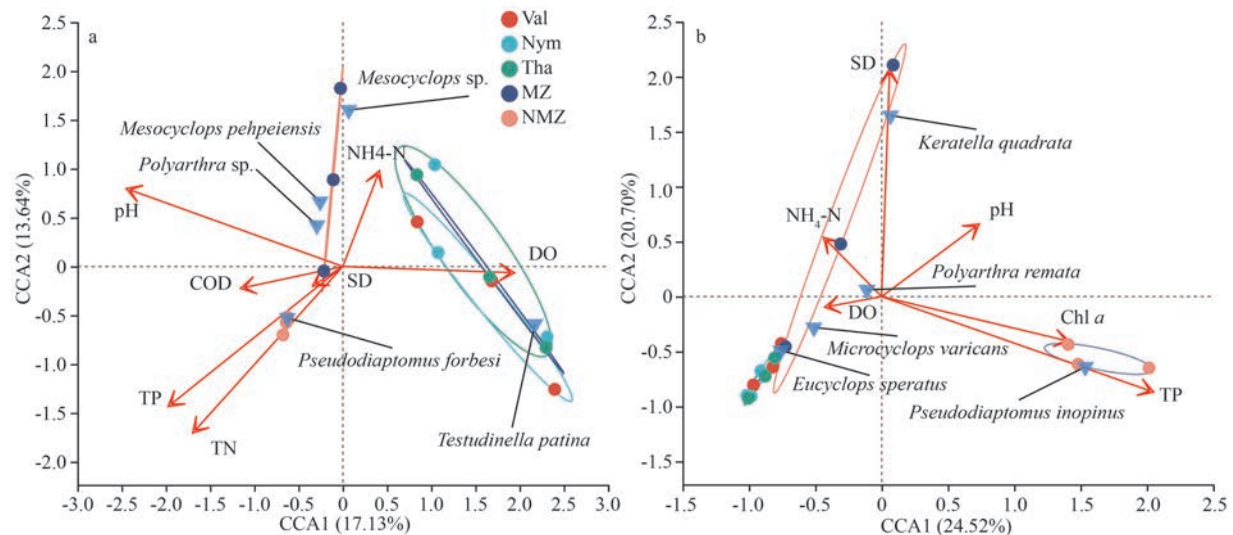 a
2.5
2.0
1.5
1.0
0.5
0
-0.5
-1.0
-1.5
-2.0
CCA2 (13.64%)
-3.0 -2.5 -2.0 -1.5 -1.0 -0.5 0 0.5 1.0 1.5 2.0 2.5 3.0
CCA1 (17.13%)
Val
Nym
Tha
MZ
NMZ
Mesocyclops sp.
Mesocyclops pehpeiensis
Polyarthra sp.
NH4-N
pH
DO
COD
SD
Pseudodiaptomus forbesi
TP
TN
Testudinella patina
b
2.5
2.0
1.5
1.0
0.5
0
-0.5
-1.0
-1.5
CCA2 (20.70%)
-1.5 -1.0 -0.5 0 0.5 1.0 1.5 2.0 2.5
CCA1 (24.52%)
SD
Keratella quadrata
NH4-N
pH
Polyarthra remata
DO
Chl a
Microcyclops varicans
Eucyclops speratus
Pseudodiaptomus inopinus
TP